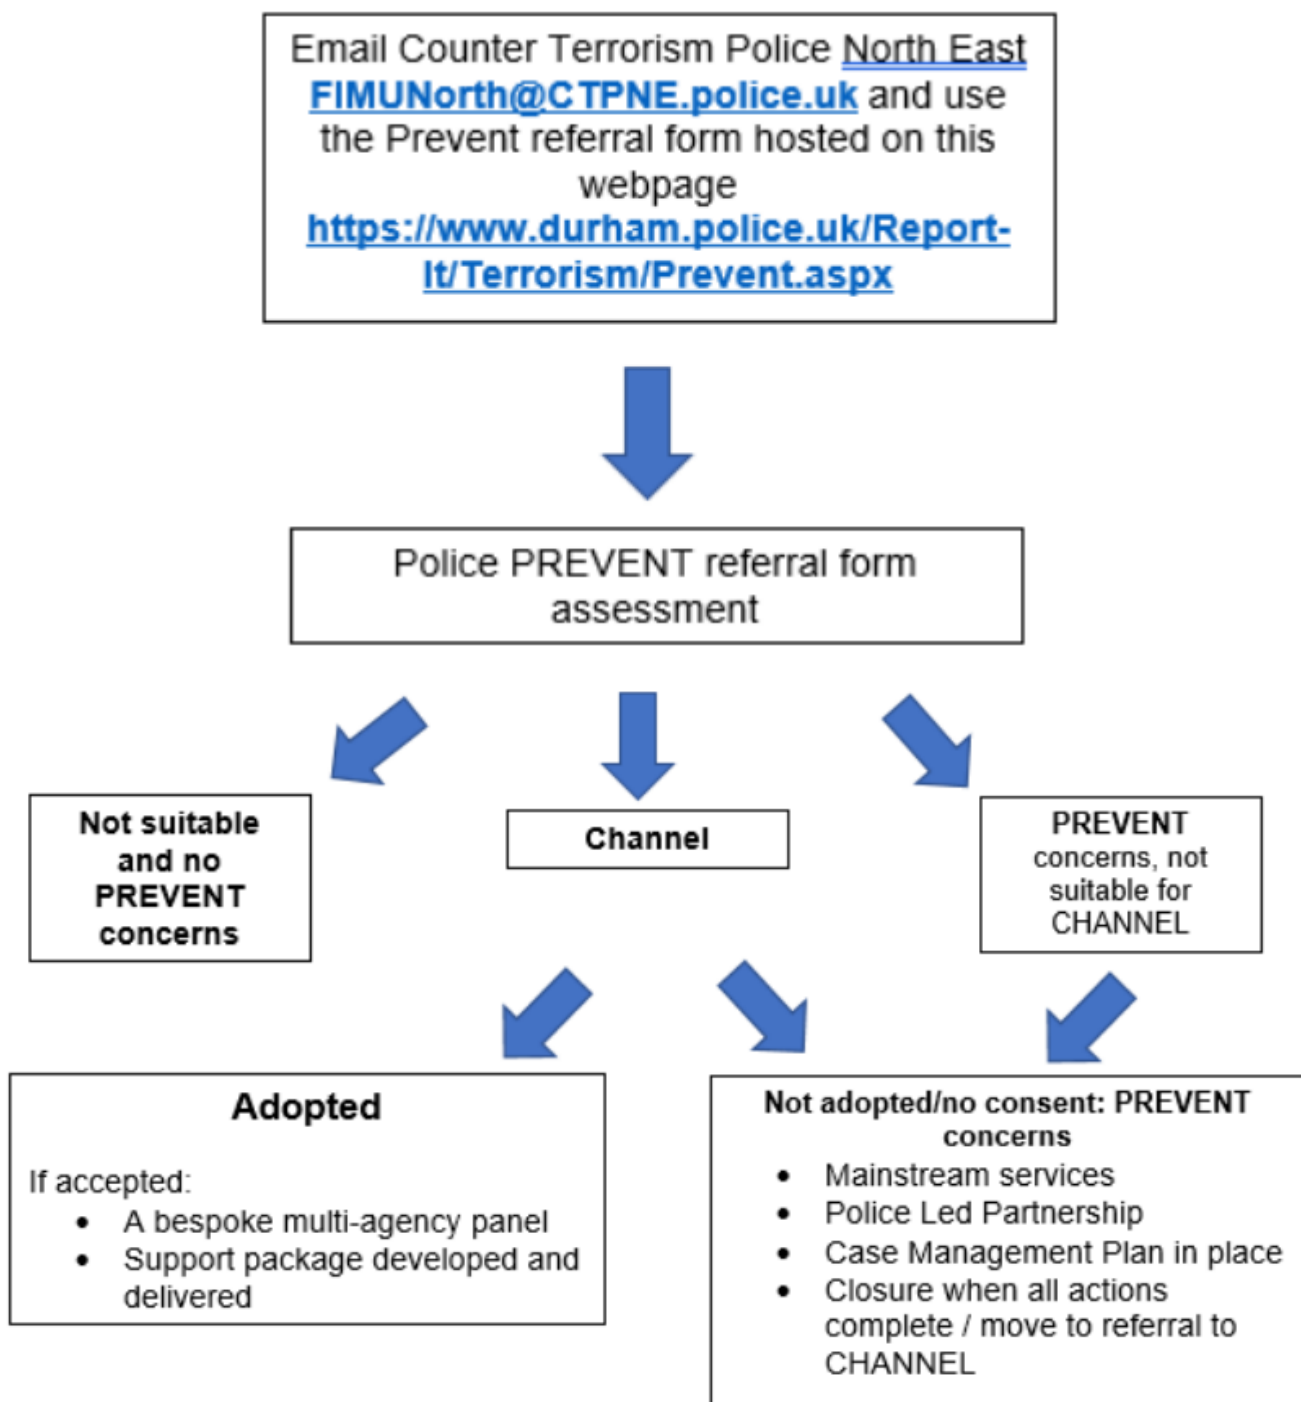 Email Counter Terrorism Police North East
FIMUNorth@CTPNE.police.uk and use
the Prevent referral form hosted on this
webpage
https://www.durham.police.uk/Report-
It/Terrorism/Prevent.aspx
Police PREVENT referral form
assessment
Not suitable
and no
PREVENT
concerns
Channel
PREVENT
concerns, not
suitable for
CHANNEL
Adopted
If accepted:
• A bespoke multi-agency panel
• Support package developed and
delivered
Not adopted/no consent: PREVENT
concerns
• Mainstream services
• Police Led Partnership
• Case Management Plan in place
• Closure when all actions
complete / move to referral to
CHANNEL